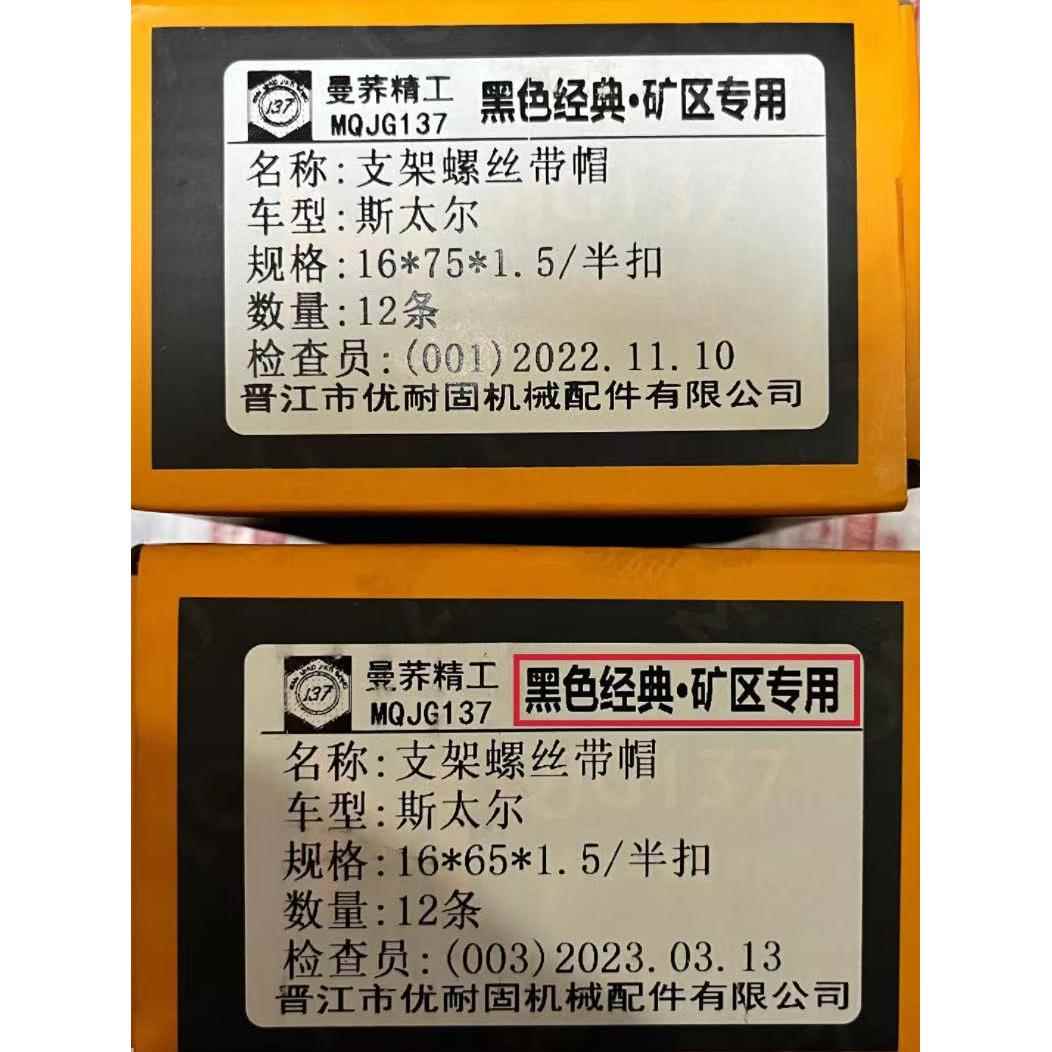 137
曼荞精工 黑色经典·矿区专用
MQJG137
名称:支架螺丝带帽
车型:斯太尔
规格:16*75*1.5/半扣
数量:12条
检查员:(001)2022.11.10
晋江市优耐固机械配件有限公司
137
曼荞精工 黑色经典·矿区专用
MQJG137
名称:支架螺丝带帽
车型:斯太尔
规格:16*65*1.5/半扣
数量:12条
检查员:(003)2023.03.13
晋江市优耐固机械配件有限公司